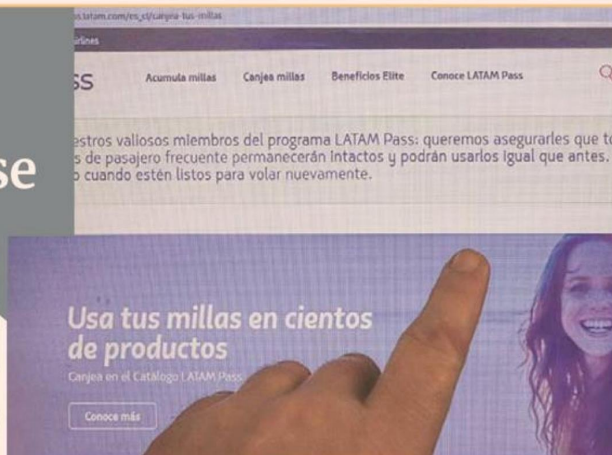 ss.latam.com/es_cl/canjea-tus-millas
airlines
SS
Acumula millas
Canjea millas
Beneficios Elite
Conoce LATAM Pass
se
estros valiosos miembros del programa LATAM Pass: queremos asegurarles que to
s de pasajero frecuente permanecerán intactos y podrán usarlos igual que antes.
o cuando estén listos para volar nuevamente.
Usa tus millas en cientos
de productos
Canjea en el Catálogo LATAM Pass
Conoce más